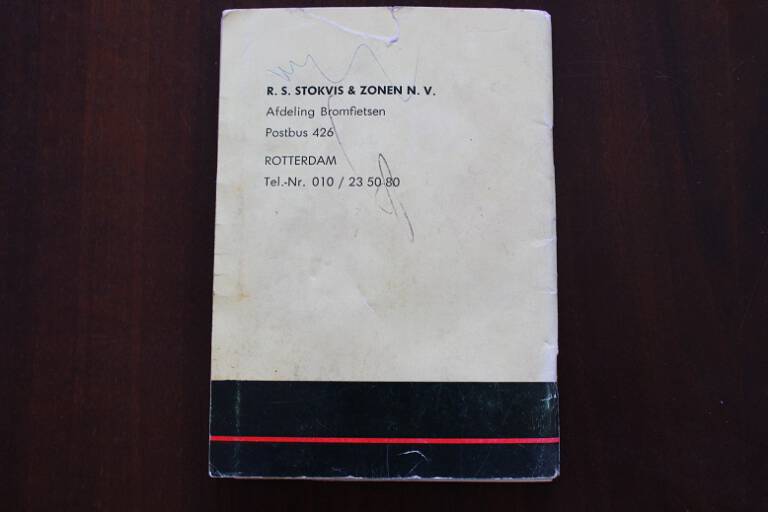 R. S. STOKVIS & ZONEN N. V.
Afdeling Bromfietsen
Postbus 426
ROTTERDAM
Tel.-Nr. 010 / 23 50 80